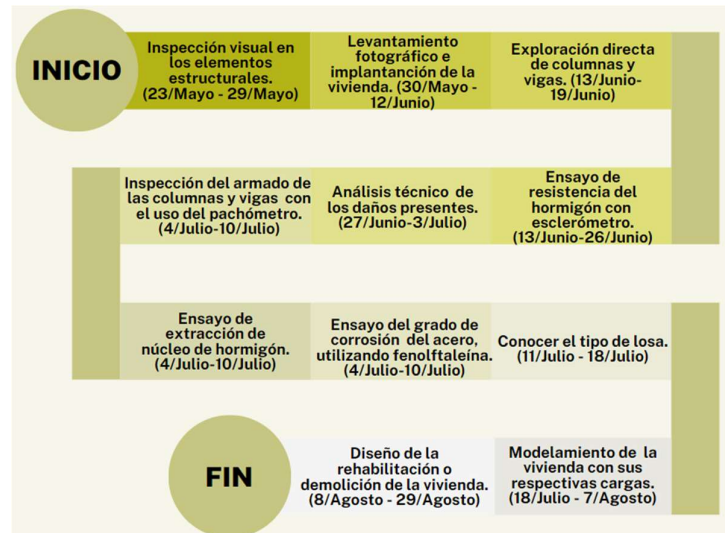 INICIO
Inspección visual en
los elementos
estructurales.
(23/Mayo - 29/Mayo)
Levantamiento
fotográfico e
implantanción de la
vivienda. (30/Mayo -
12/Junio)
Exploración directa
de columnas y
vigas. (13/Junio-
19/Junio)
Ensayo de
resistencia del
hormigón con
esclerómetro.
(13/Junio-26/Junio)
Análisis técnico de
los daños presentes.
(27/Junio-3/Julio)
Inspección del armado de
las columnas y vigas con
el uso del pachómetro.
(4/Julio-10/Julio)
Ensayo de
extracción de
núcleo de hormigón.
(4/Julio-10/Julio)
Ensayo del grado de
corrosión del acero,
utilizando fenolftaleína.
(4/Julio-10/Julio)
Conocer el tipo de losa.
(11/Julio - 18/Julio)
Modelamiento de la
vivienda con sus
respectivas cargas.
(18/Julio - 7/Agosto)
Diseño de la
rehabilitación o
demolición de la vivienda.
(8/Agosto - 29/Agosto)
FIN